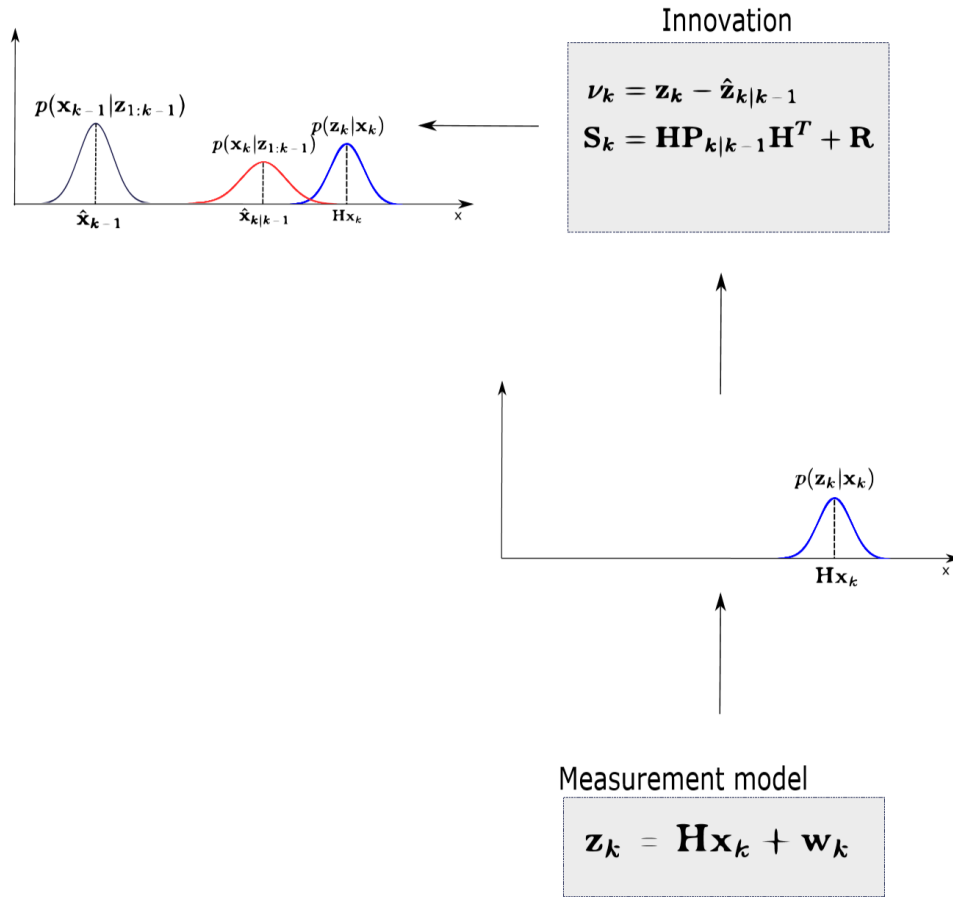 Innovation
νₖ = zₖ − ẑₖ|ₖ₋₁
Sₖ = HPₖ|ₖ₋₁Hᵀ + R
p(xₖ₋₁|z₁:ₖ₋₁)
p(xₖ|z₁:ₖ₋₁)
p(zₖ|xₖ)
x̂ₖ₋₁
x̂ₖ|ₖ₋₁
Hxₖ
x
p(zₖ|xₖ)
Hxₖ
x
Measurement model
zₖ = Hxₖ + wₖ